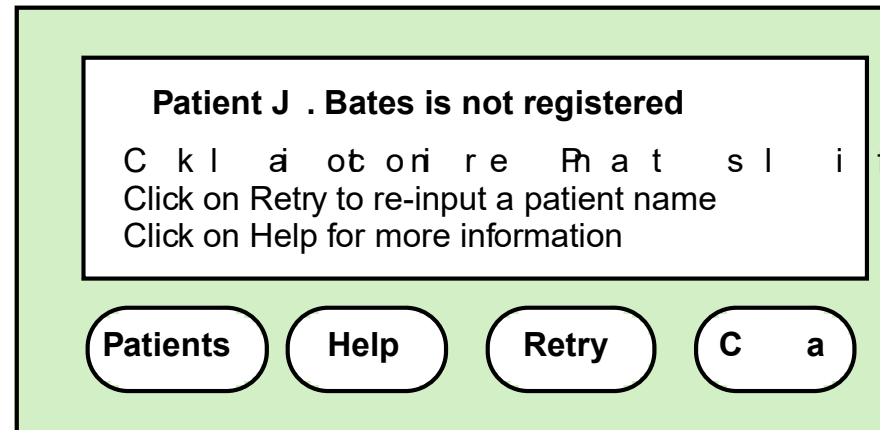 Patient J . Bates is not registered
Click on Retry to re-input a patient name
Click on Help for more information
Patients
Help
Retry